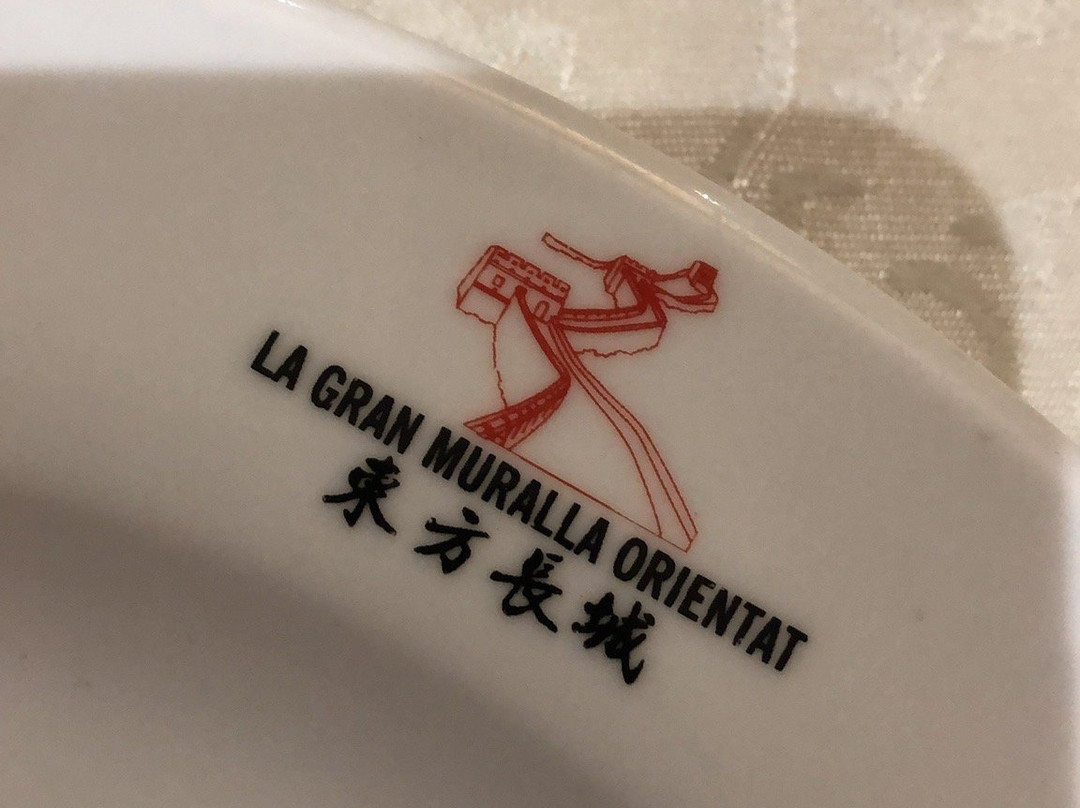 LA GRAN MURALLA ORIENTAT
東方長城